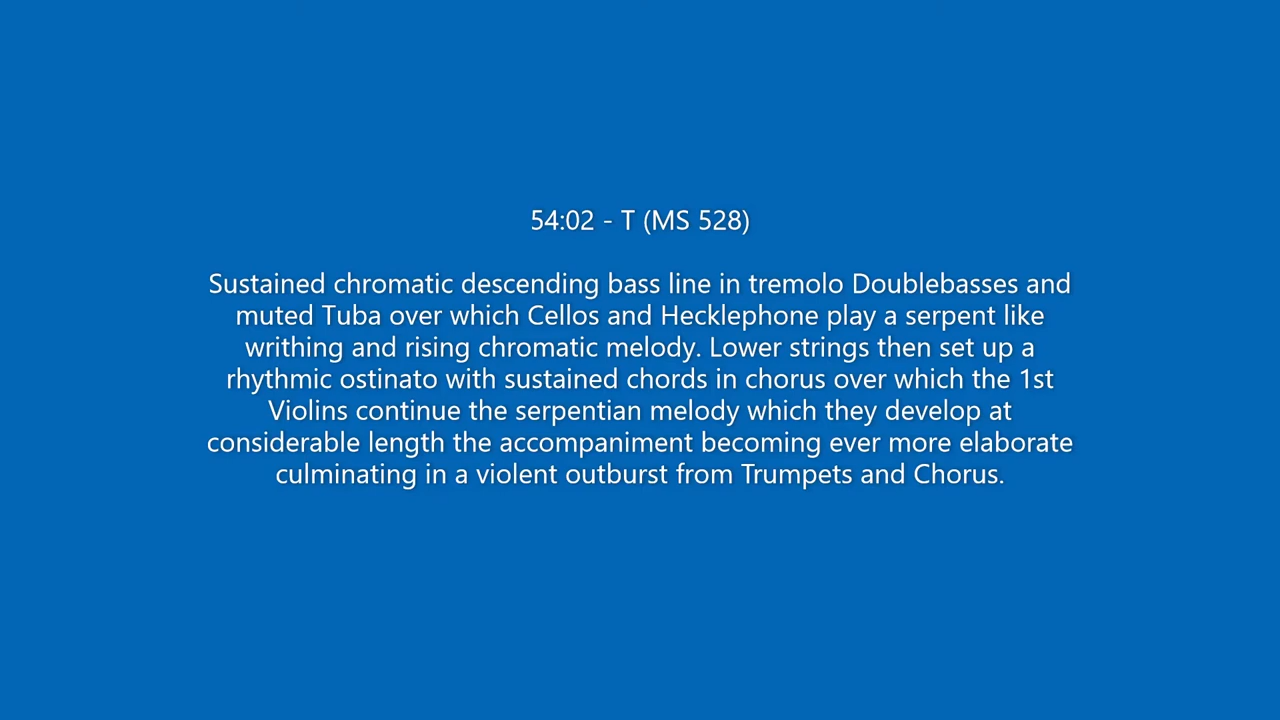 54:02 - T (MS 528)
Sustained chromatic descending bass line in tremolo Doublebasses and
muted Tuba over which Cellos and Hecklephone play a serpent like
writhing and rising chromatic melody. Lower strings then set up a
rhythmic ostinato with sustained chords in chorus over which the 1st
Violins continue the serpentian melody which they develop at
considerable length the accompaniment becoming ever more elaborate
culminating in a violent outburst from Trumpets and Chorus.